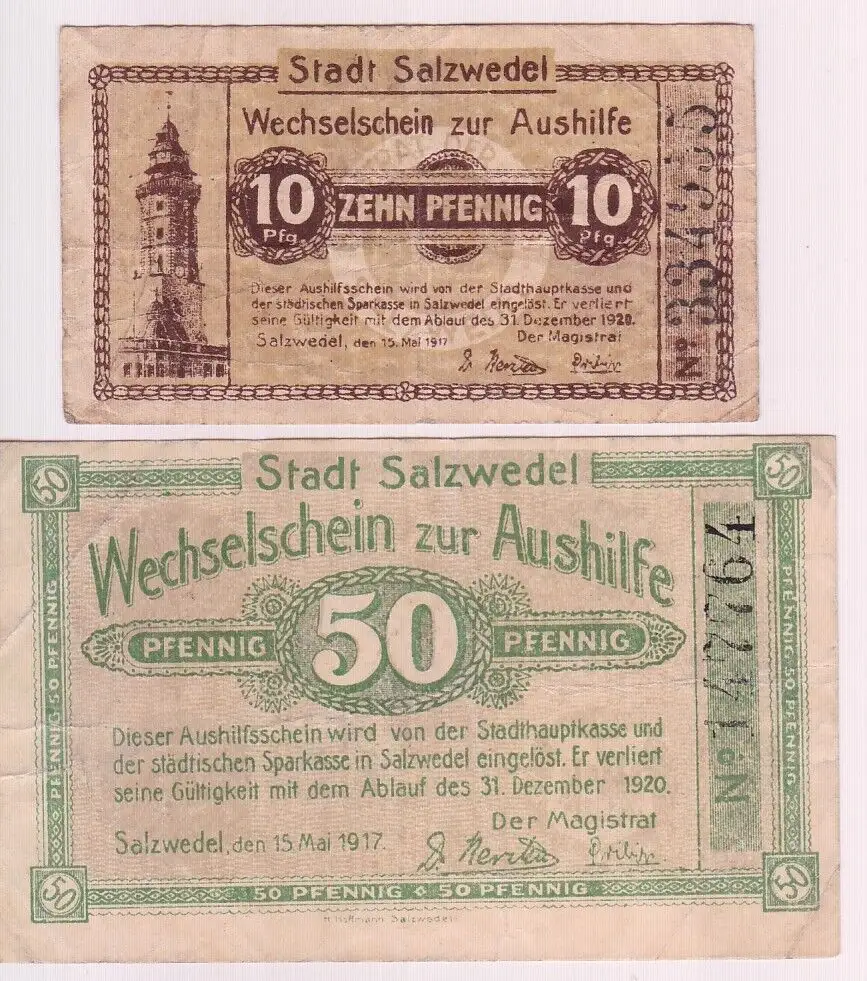 Stadt Salzwedel
Wechselschein zur Aushilfe
10 Pfg.
ZEHN PFENNIG
10 Pfg.
Dieser Aushilfsschein wird von der Stadthauptkasse und
der städtischen Sparkasse in Salzwedel eingelöst. Er verliert
seine Gültigkeit mit dem Ablauf des 31. Dezember 1920.
Salzwedel, den 15. Mai 1917 Der Magistrat
No
50
Stadt Salzwedel
50
Wechselschein zur Aushilfe
PFENNIG 50 PFENNIG
Dieser Aushilfsschein wird von der Stadthauptkasse und
der städtischen Sparkasse in Salzwedel eingelöst. Er verliert
seine Gültigkeit mit dem Ablauf des 31. Dezember 1920.
Der Magistrat
Salzwedel, den 15 Mai 1917.
No 147764
PFENNIG 50 PFENNIG
PFENNIG 50 PFENNIG
50
50 PFENNIG 50 PFENNIG
50
H. Hoffmann Salzwedel